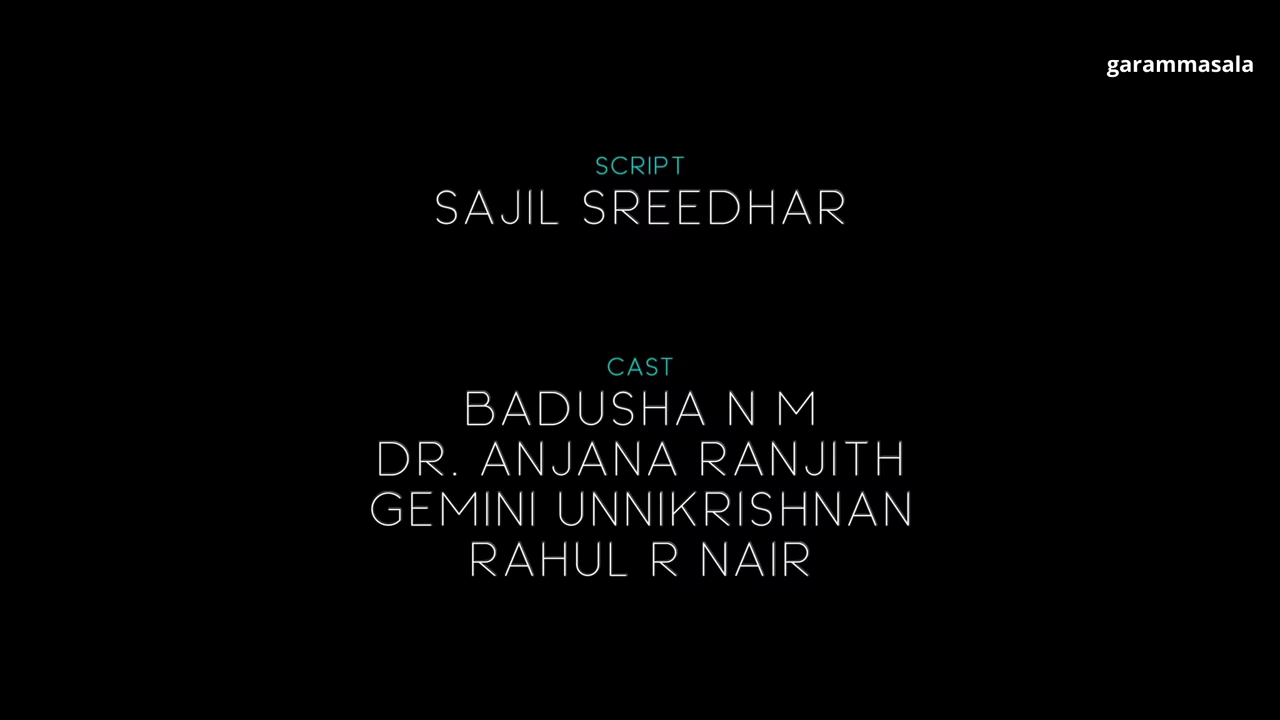 garammasala
SCRIPT
SAJIL SREEDHAR
CAST
BADUSHA N M
DR. ANJANA RANJITH
GEMINI UNNIKRISHNAN
RAHUL R NAIR